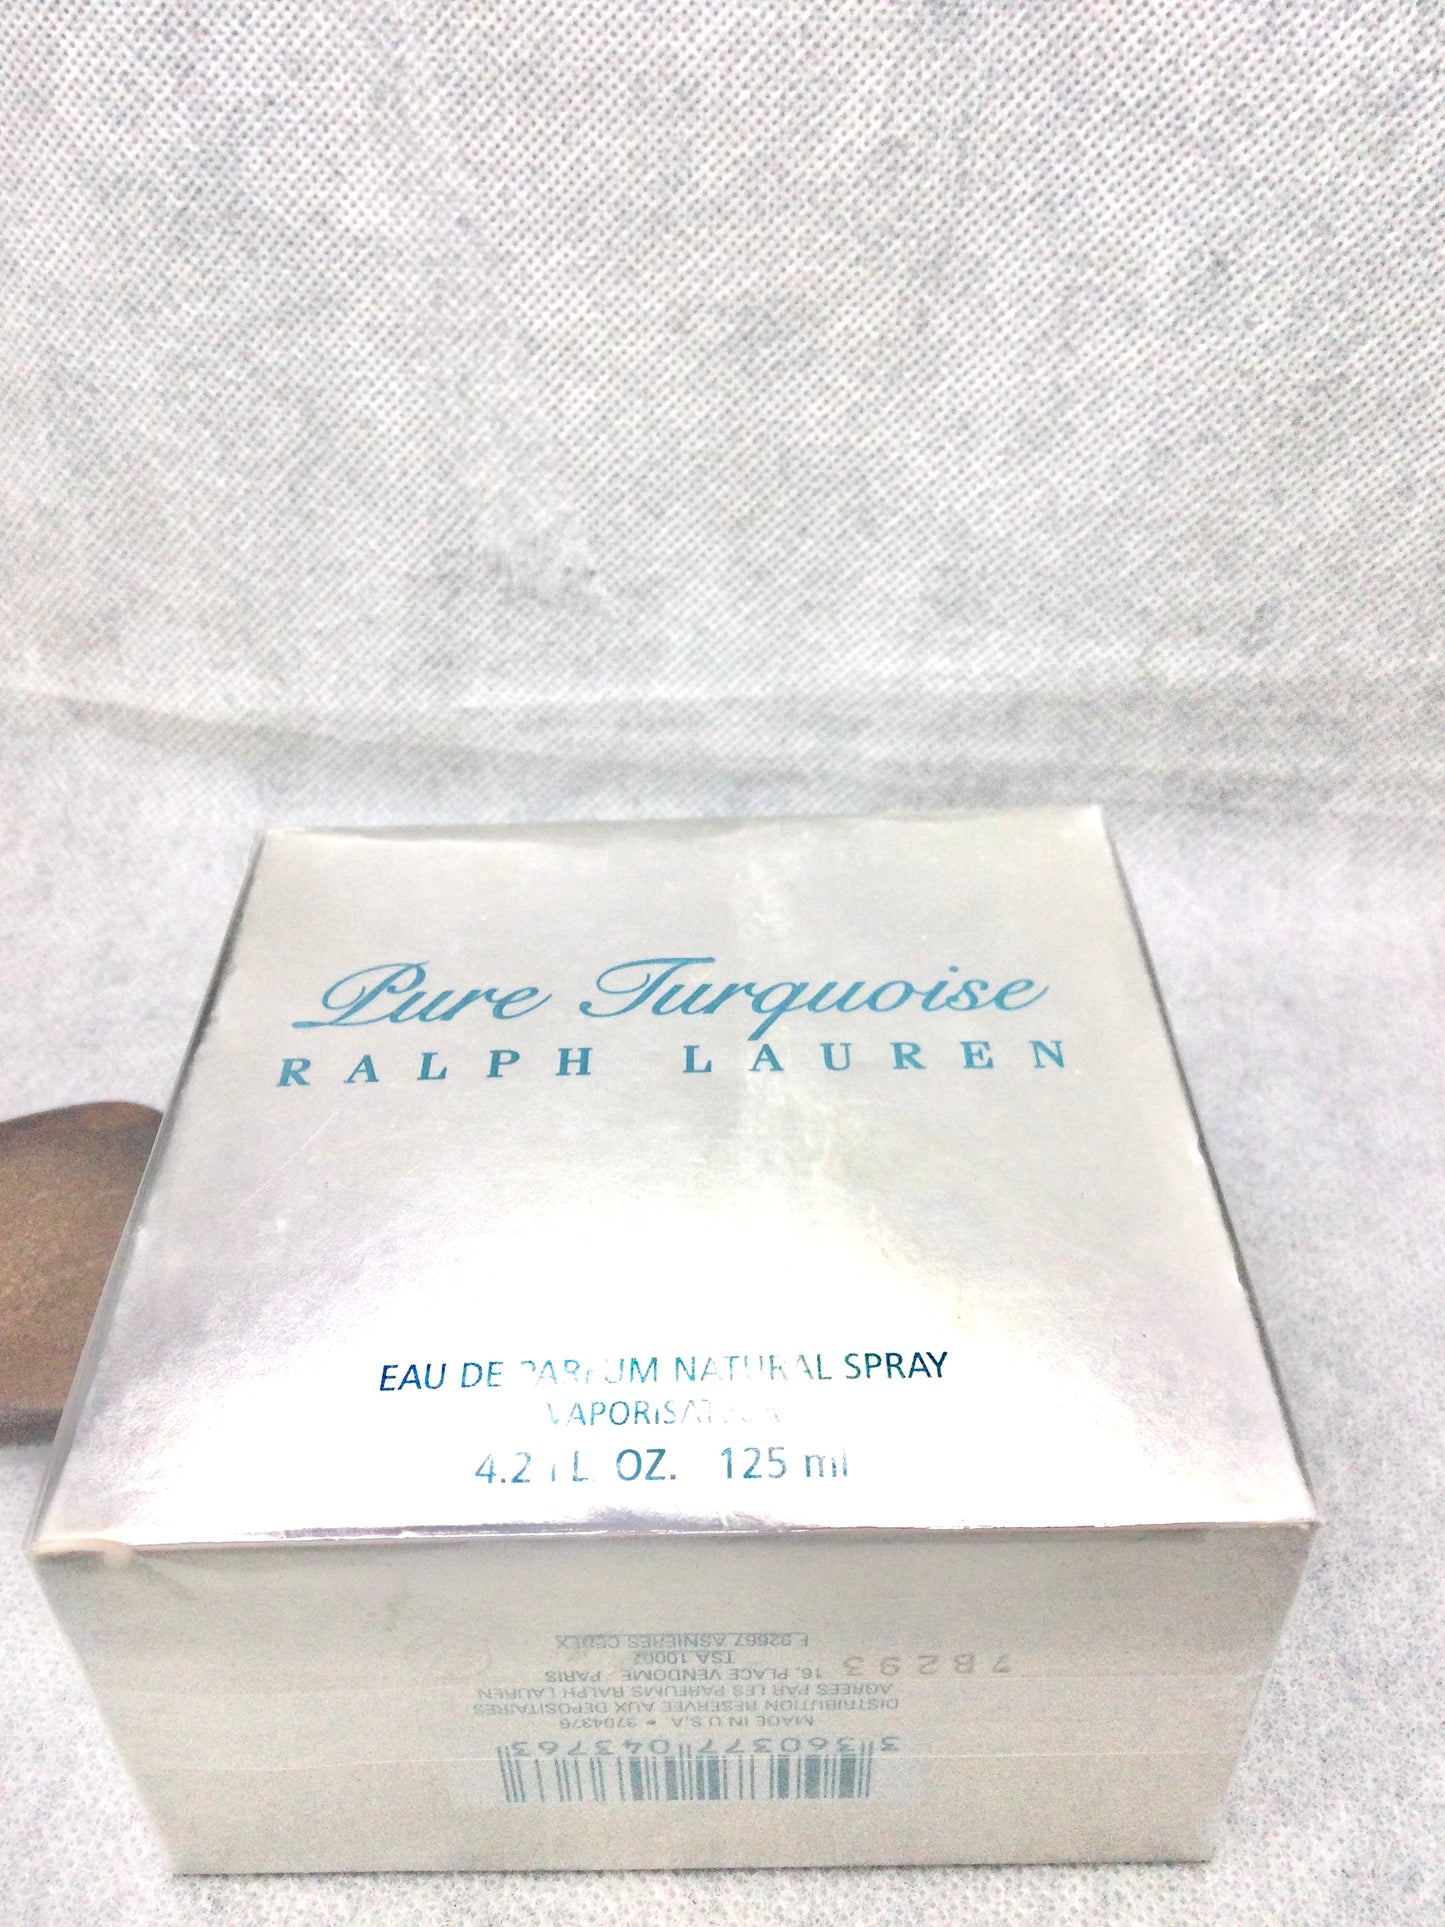 Pure Turquoise
RALPH LAUREN
EAU DE PARFUM NATURAL SPRAY
VAPORISATEUR
4.2 FL. OZ. 125 ml
3 360377 043763
MADE IN U.S.A. • 3704376
DISTRIBUTION RESERVEE AUX DEPOSITAIRES
AGREES PAR LES PARFUMS RALPH LAUREN
16, PLACE VENDOME - PARIS
TSA 10002
F 92667 ASNIERES CEDEX